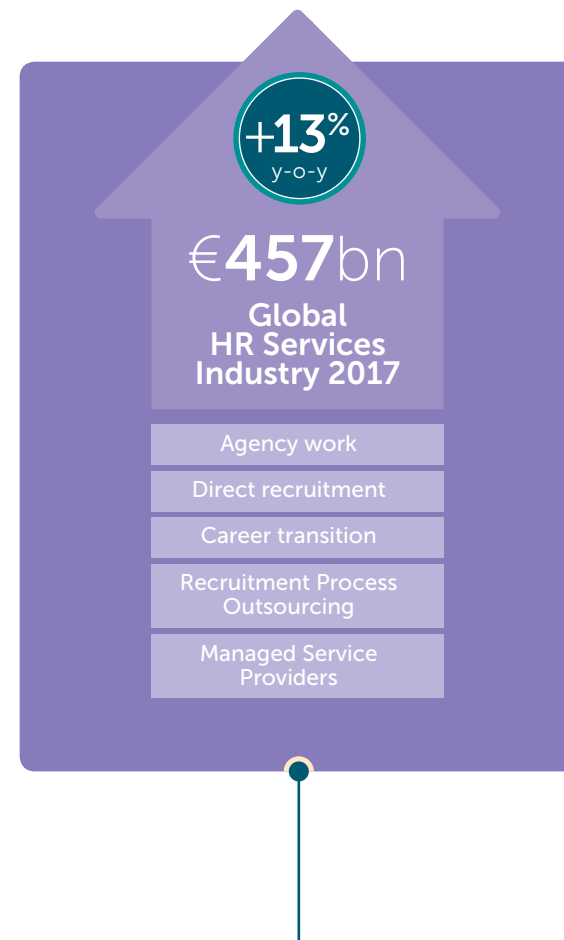 +13%
y-o-y
€457bn
Global
HR Services
Industry 2017
Agency work
Direct recruitment
Career transition
Recruitment Process
Outsourcing
Managed Service
Providers